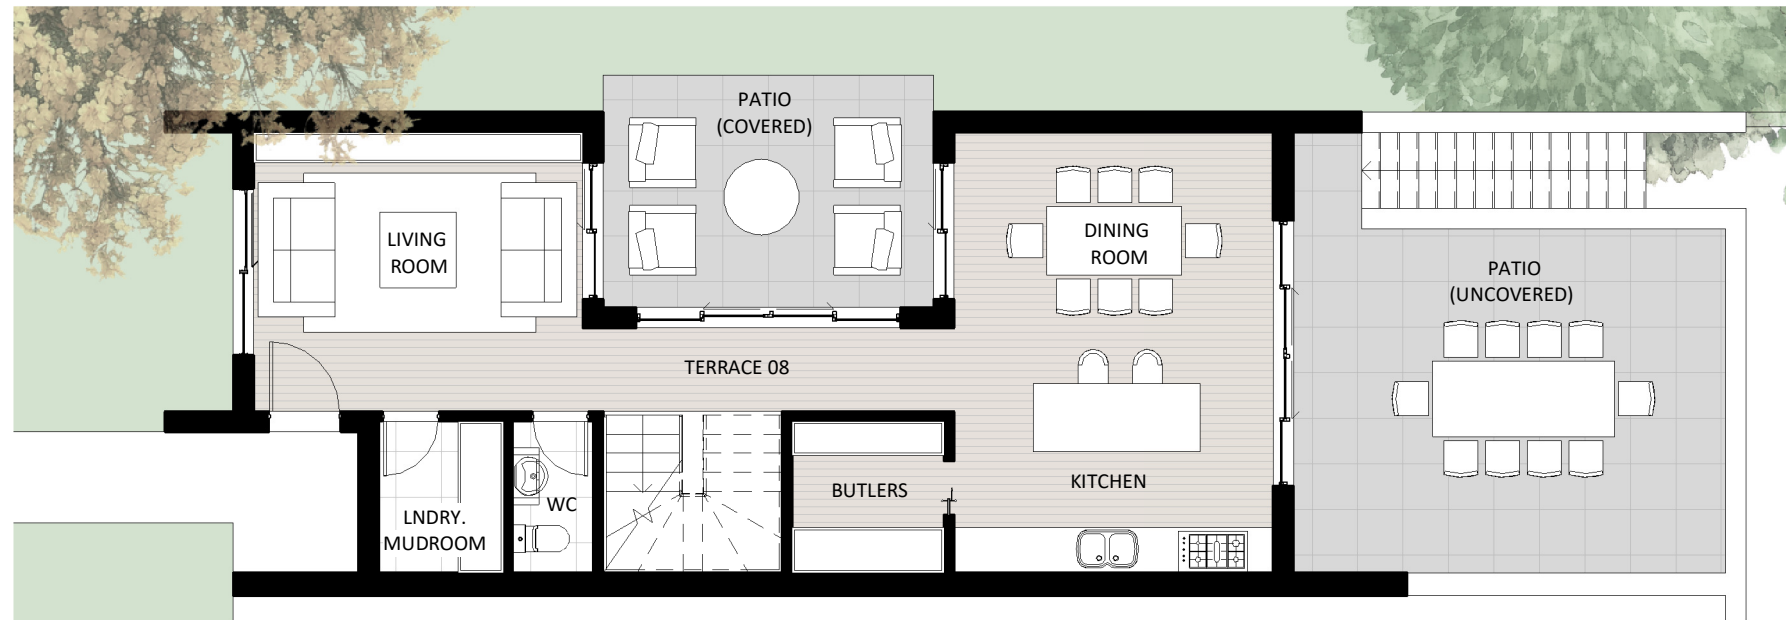 PATIO
(COVERED)
LIVING
ROOM
DINING
ROOM
PATIO
(UNCOVERED)
TERRACE 08
BUTLERS
KITCHEN
WC
LNDRY.
MUDROOM